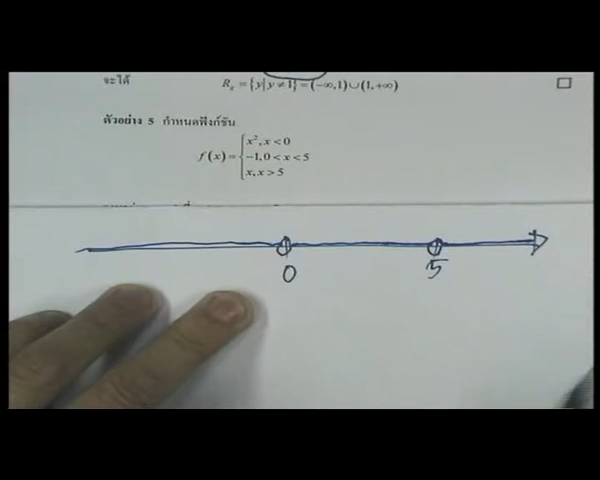 จะได้ R_g = {y|y ≠ 1} = (−∞,1) ∪ (1,+∞)
ตัวอย่าง 5 กำหนดฟังก์ชัน
f(x) = { x², x < 0
−1, 0 < x < 5
x, x > 5
0 5